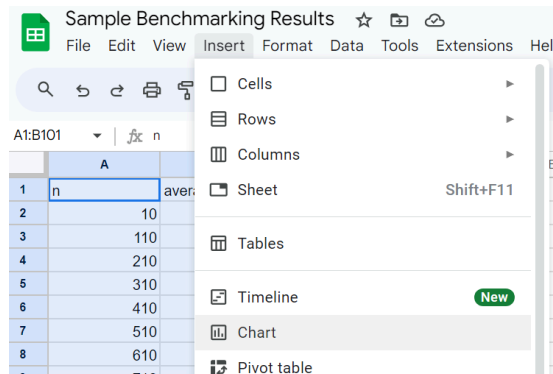 Sample Benchmarking Results
File Edit View Insert Format Data Tools Extensions Hel
Cells
Rows
Columns
Sheet Shift+F11
Tables
Timeline New
Chart
Pivot table
A1:B101 fx n
A
1 n avera
2 10
3 110
4 210
5 310
6 410
7 510
8 610